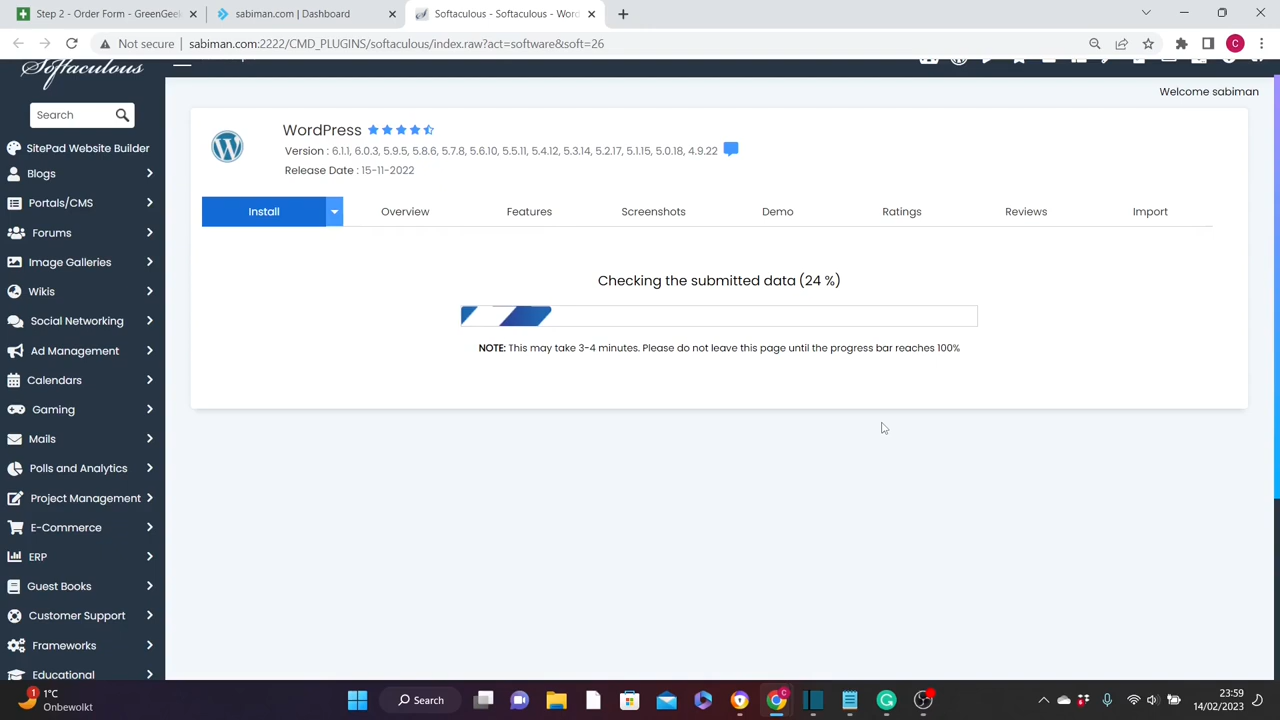 Step 2 - Order Form - GreenGeek
sabiman.com | Dashboard
Softaculous - Softaculous - Wor
Not secure
sabiman.com:2222/CMD_PLUGINS/softaculous/index.raw?act=software&soft=26
C
Softaculous
Welcome sabiman
Search
SitePad Website Builder
Blogs
Portals/CMS
Forums
Image Galleries
Wikis
Social Networking
Ad Management
Calendars
Gaming
Mails
Polls and Analytics
Project Management
E-Commerce
ERP
Guest Books
Customer Support
Frameworks
Educational
WordPress
Version : 6.1.1, 6.0.3, 5.9.5, 5.8.6, 5.7.8, 5.6.10, 5.5.11, 5.4.12, 5.3.14, 5.2.17, 5.1.15, 5.0.18, 4.9.22
Release Date : 15-11-2022
Install Overview Features Screenshots Demo Ratings Reviews Import
Checking the submitted data (24 %)
NOTE: This may take 3-4 minutes. Please do not leave this page until the progress bar reaches 100%
1
1°C
Onbewolkt
Search
23:59
14/02/2023